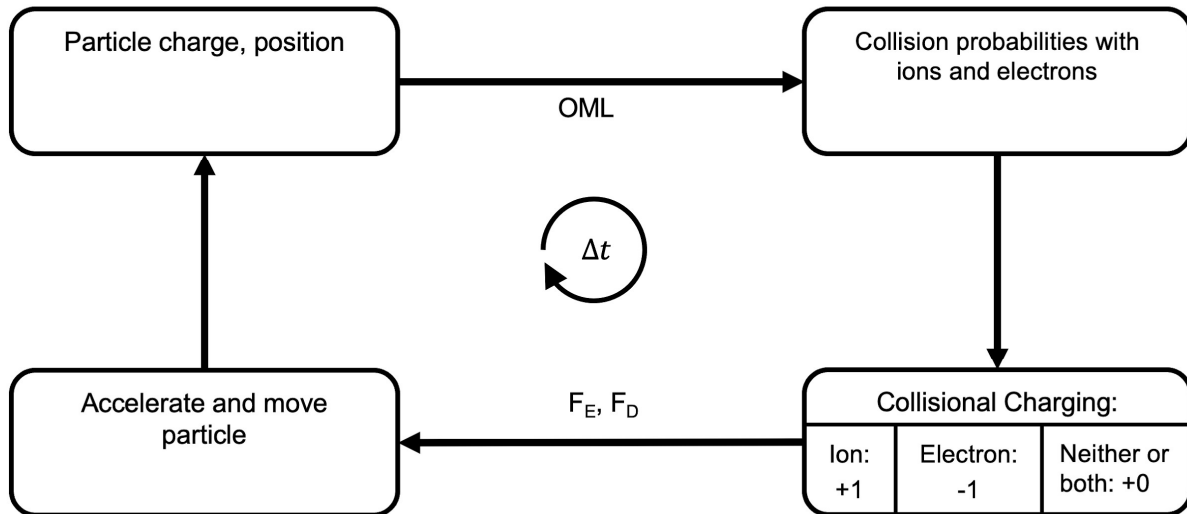 Particle charge, position
OML
Collision probabilities with
ions and electrons
Δt
Accelerate and move
particle
F_E, F_D
Collisional Charging:
Ion:
+1
Electron:
-1
Neither or
both: +0